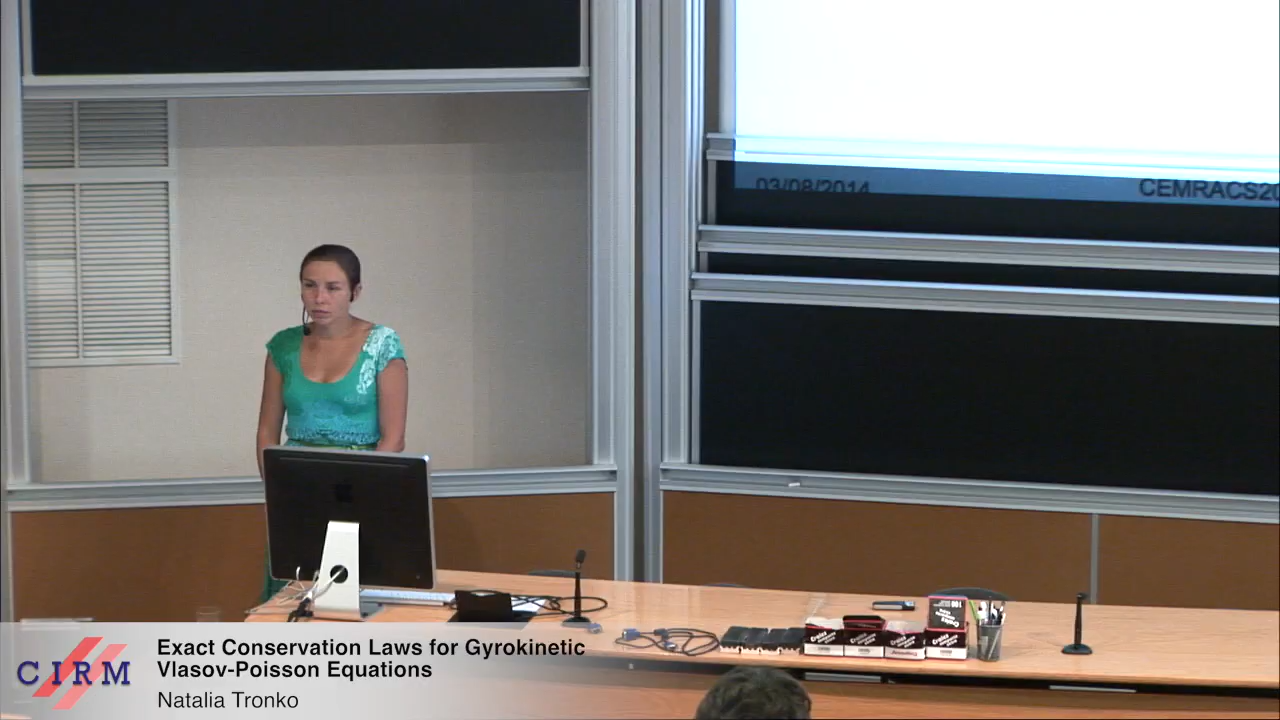 03/08/2014
CEMRACS20
Exact Conservation Laws for Gyrokinetic
Vlasov-Poisson Equations
CIRM
Natalia Tronko